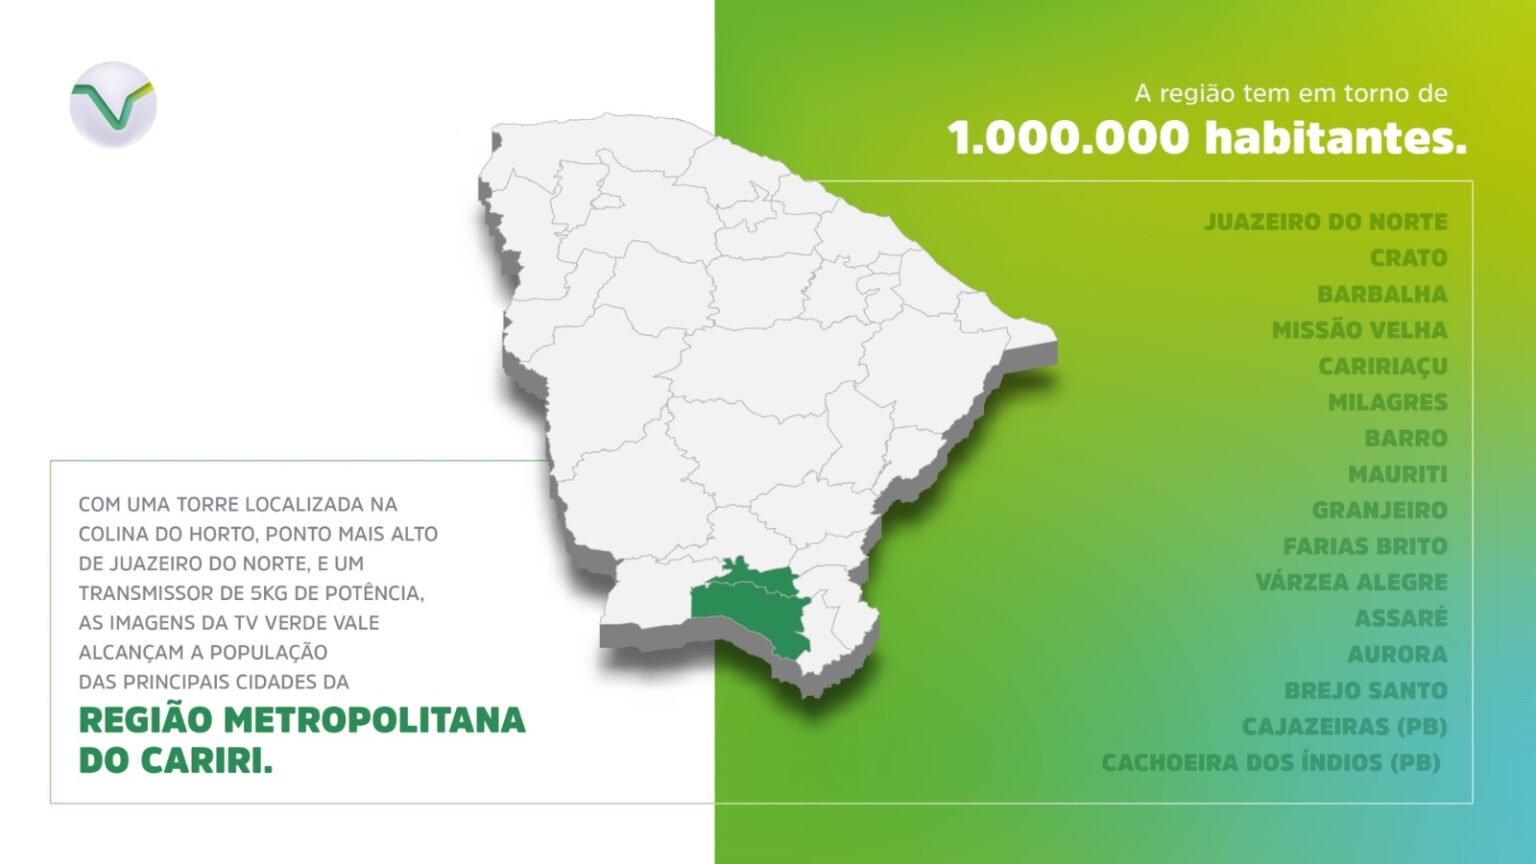 COM UMA TORRE LOCALIZADA NA
COLINA DO HORTO, PONTO MAIS ALTO
DE JUAZEIRO DO NORTE, E UM
TRANSMISSOR DE 5KG DE POTÊNCIA,
AS IMAGENS DA TV VERDE VALE
ALCANÇAM A POPULAÇÃO
DAS PRINCIPAIS CIDADES DA
REGIÃO METROPOLITANA
DO CARIRI.
A região tem em torno de
1.000.000 habitantes.
JUAZEIRO DO NORTE
CRATO
BARBALHA
MISSÃO VELHA
CARIRIAÇU
MILAGRES
BARRO
MAURITI
GRANJEIRO
FARIAS BRITO
VÁRZEA ALEGRE
ASSARÉ
AURORA
BREJO SANTO
CAJAZEIRAS (PB)
CACHOEIRA DOS ÍNDIOS (PB)